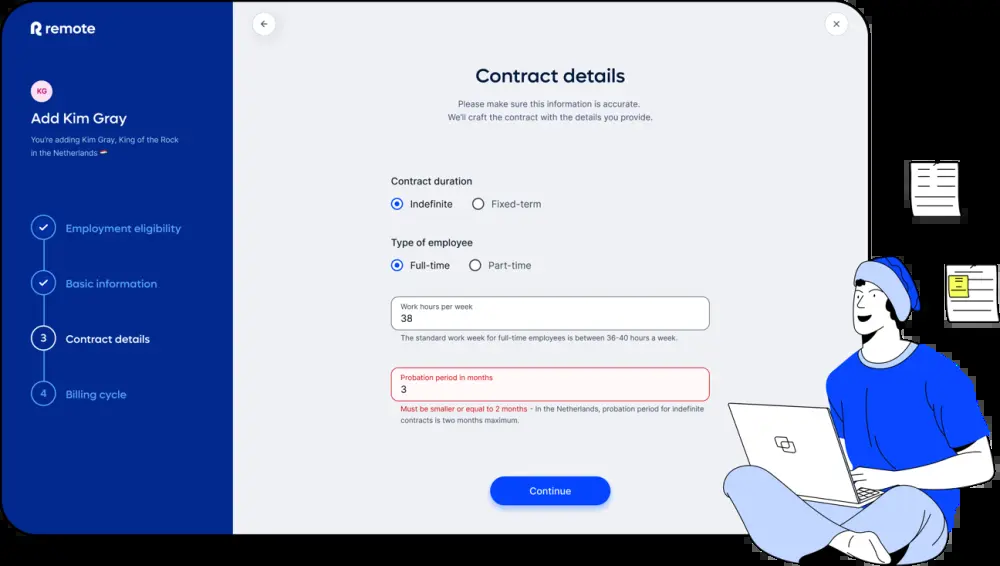 remote
KG
Add Kim Gray
You're adding Kim Gray, King of the Rock
in the Netherlands
Employment eligibility
Basic information
3
Contract details
4
Billing cycle
Contract details
Please make sure this information is accurate.
We'll craft the contract with the details you provide.
Contract duration
Indefinite
Fixed-term
Type of employee
Full-time
Part-time
Work hours per week
38
The standard work week for full-time employees is between 36-40 hours a week.
Probation period in months
3
Must be smaller or equal to 2 months - In the Netherlands, probation period for indefinite
contracts is two months maximum.
Continue